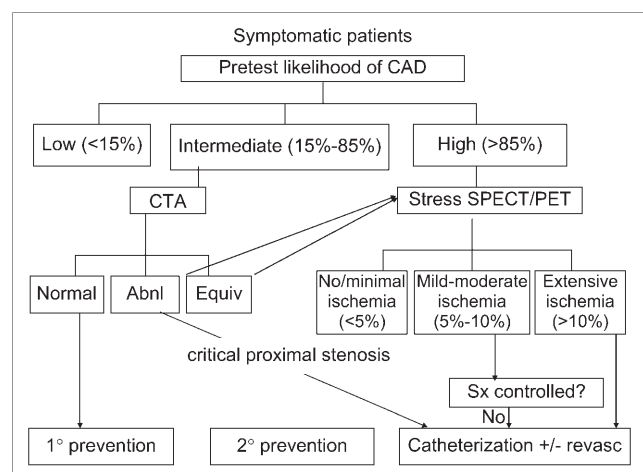 Symptomatic patients
Pretest likelihood of CAD
Low (<15%)
Intermediate (15%-85%)
High (>85%)
CTA
Stress SPECT/PET
Normal
Abnl
Equiv
No/minimal
ischemia
(<5%)
Mild-moderate
ischemia
(5%-10%)
Extensive
ischemia
(>10%)
critical proximal stenosis
Sx controlled?
No
1° prevention
2° prevention
Catheterization +/- revasc